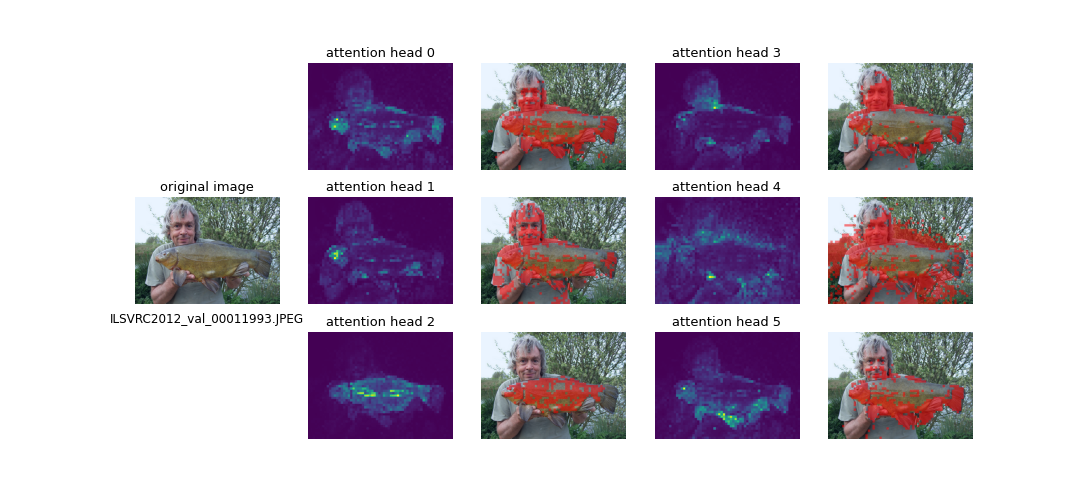 attention head 0
attention head 3
original image
attention head 1
attention head 4
ILSVRC2012_val_00011993.JPEG
attention head 2
attention head 5